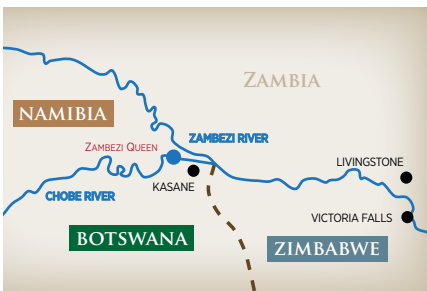 ZAMBIA
NAMIBIA
ZAMBEZI RIVER
ZAMBEZI QUEEN
LIVINGSTONE
KASANE
CHOBE RIVER
VICTORIA FALLS
BOTSWANA
ZIMBABWE